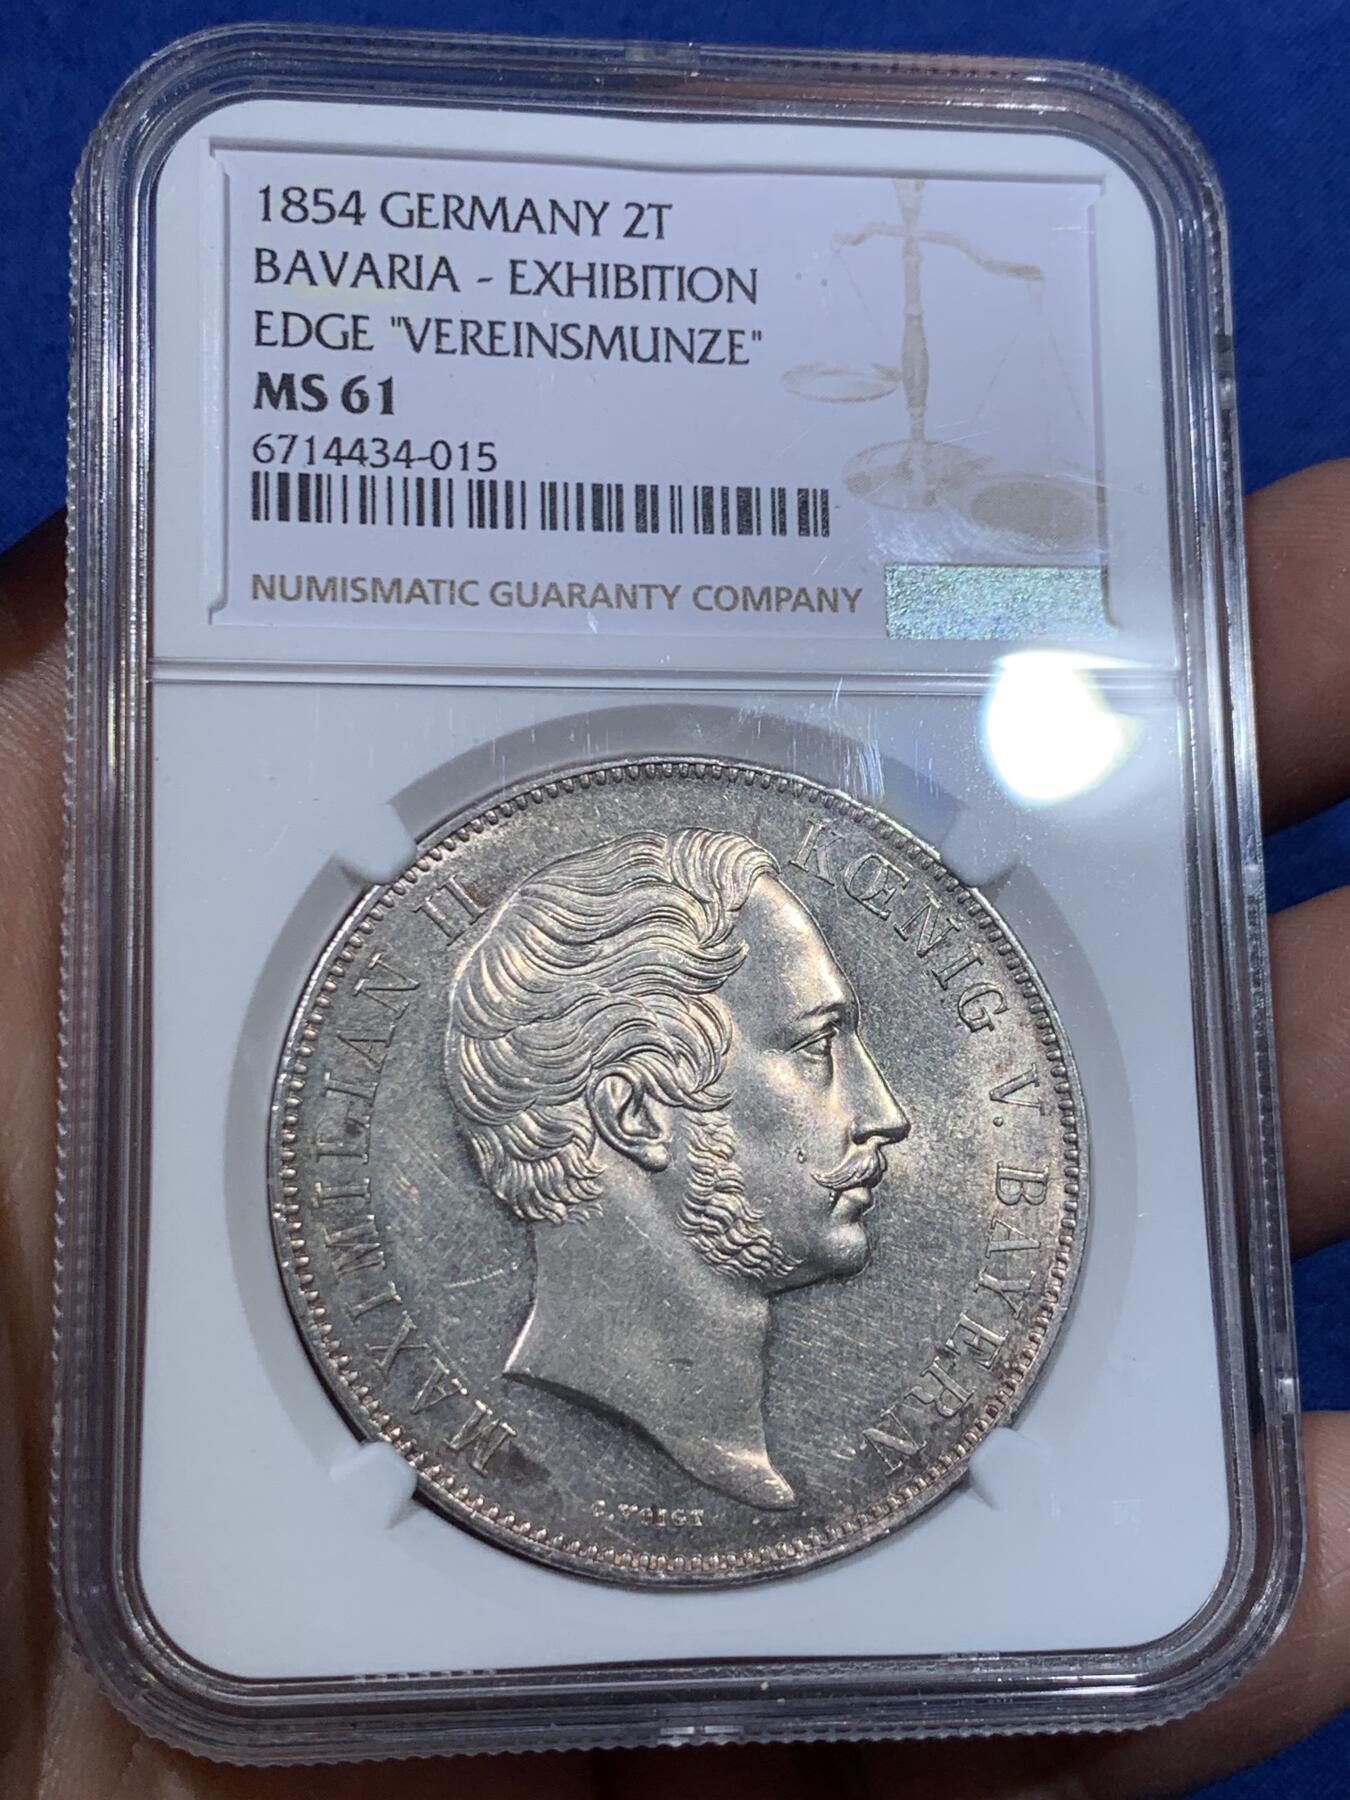 1854 GERMANY 2T
BAVARIA - EXHIBITION
EDGE "VEREINSMUNZE"
MS 61
6714434-015
NUMISMATIC GUARANTY COMPANY
MAXIMILIAN II KŒNIG V. BAYERN
C. VOIGT